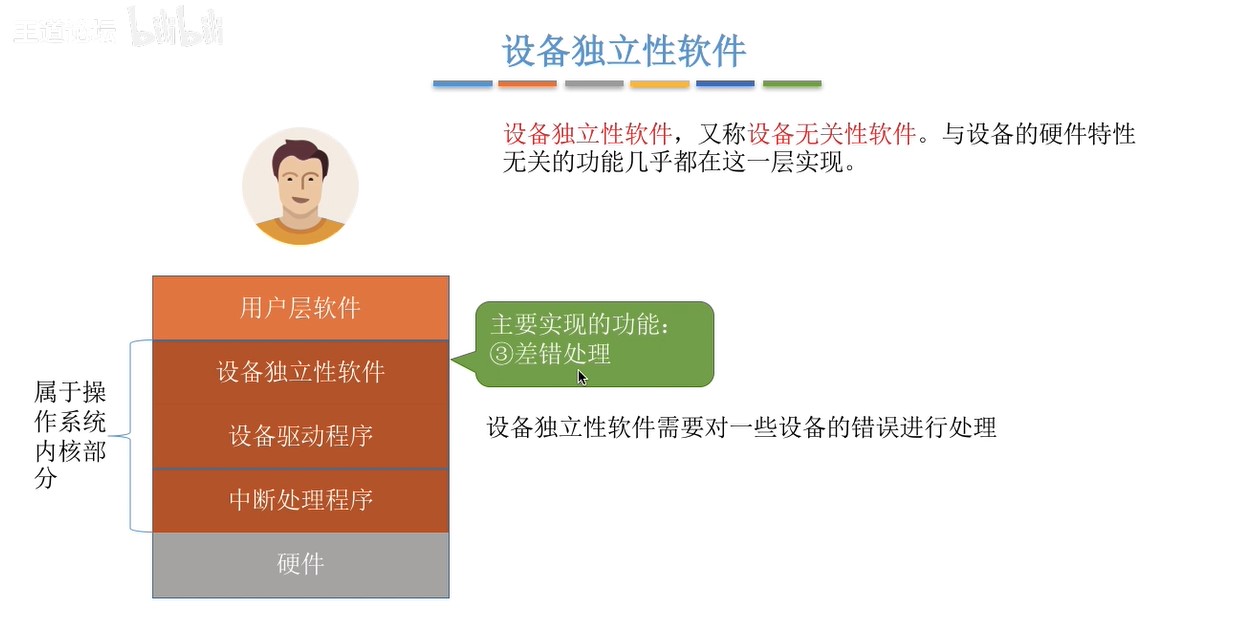 王道论坛 bilibili
设备独立性软件
设备独立性软件，又称设备无关性软件。与设备的硬件特性
无关的功能几乎都在这一层实现。
用户层软件
主要实现的功能：
③差错处理
设备独立性软件
属于操
作系统
内核部
分
设备独立性软件需要对一些设备的错误进行处理
设备驱动程序
中断处理程序
硬件